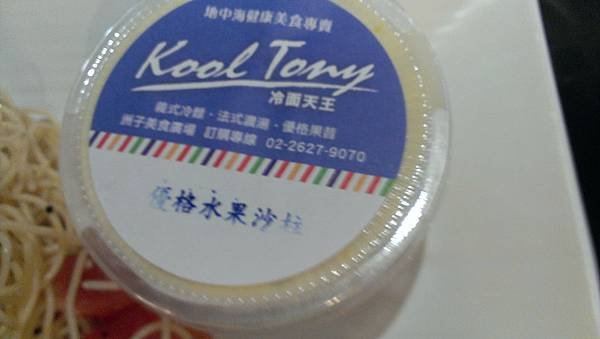 地中海健康美食專賣
Kool Tony
冷面天王
義式冷麵·法式濃湯·優格果昔
洲子美食廣場 訂購專線 02-2627-9070
優格水果沙拉